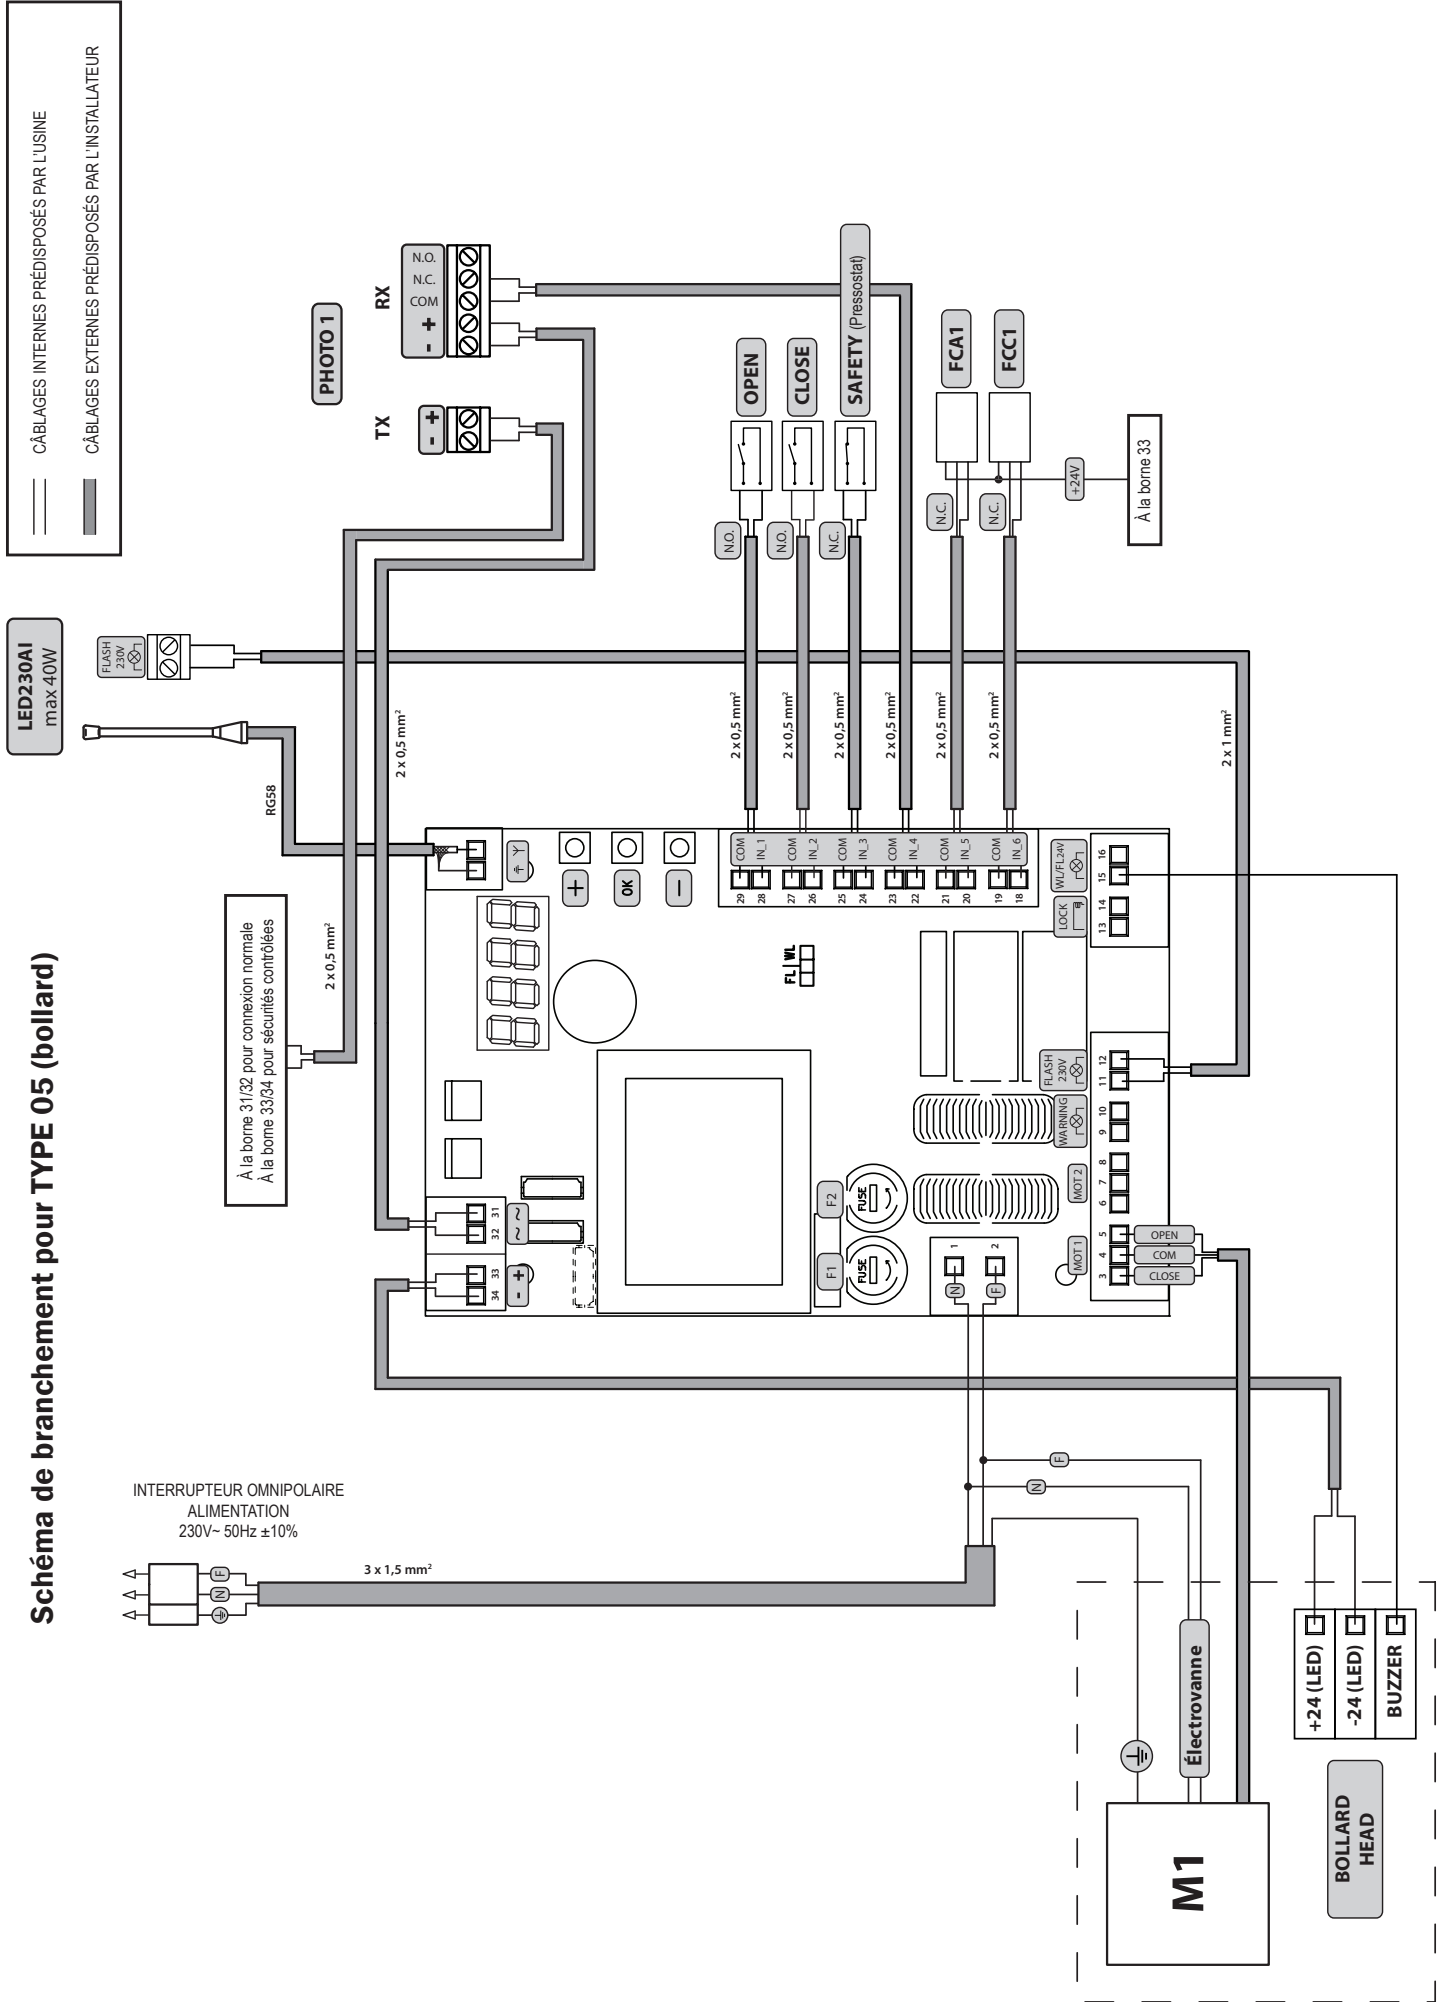 Schéma de branchement pour TYPE 05 (bollard)
CÂBLAGES INTERNES PRÉDISPOSÉS PAR L'USINE
CÂBLAGES EXTERNES PRÉDISPOSÉS PAR L'INSTALLATEUR
LED230AI
max 40W
FLASH
230V
RG58
INTERRUPTEUR OMNIPOLAIRE
ALIMENTATION
230V~ 50Hz ±10%
F
N
3 x 1,5 mm²
À la borne 31/32 pour connexion normale
À la borne 33/34 pour sécurités contrôlées
2 x 0,5 mm²
2 x 0,5 mm²
PHOTO 1
TX
- +
RX
- + COM N.C. N.O.
34 33 32 31
- +
~ ~
+
OK
-
FL WL
29 COM
28 IN_1
27 COM
26 IN_2
25 COM
24 IN_3
23 COM
22 IN_4
21 COM
20 IN_5
19 COM
18 IN_6
2 x 0,5 mm²
2 x 0,5 mm²
2 x 0,5 mm²
2 x 0,5 mm²
2 x 0,5 mm²
2 x 0,5 mm²
N.O.
N.O.
N.C.
N.C.
N.C.
OPEN
CLOSE
SAFETY (Pressostat)
FCA1
FCC1
+24V
À la borne 33
F1
FUSE
F2
FUSE
1
2
N
F
MOT 1
MOT 2
WARNING
FLASH
230V
LOCK
WL/FL 24V
3 4 5 6 7 8 9 10 11 12 13 14 15 16
CLOSE
COM
OPEN
2 x 1 mm²
N
F
M1
Électrovanne
BOLLARD
HEAD
+24 (LED)
-24 (LED)
BUZZER